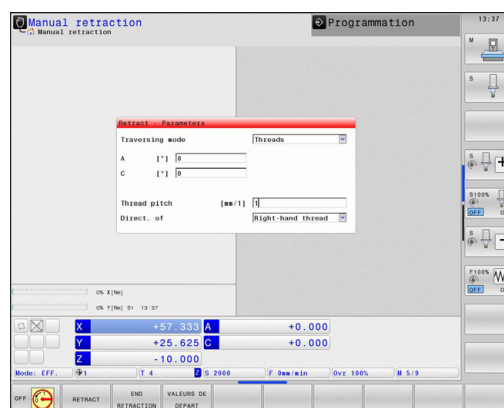 Manual retraction
Manual retraction
Programmation
13:37
M
S
Retract - Parameters
Traversing mode Threads
A [°] 0
C [°] 0
Thread pitch [mm/1] 1
Direct. of Right-hand thread
S
S100%
OFF
S
F100%
OFF
0% X[Nm]
0% Y[Nm] S1 13:37
X +57.333 A +0.000
Y +25.625 C +0.000
Z -10.000
Mode: EFF. 1 T 4 Z S 2000 F 0mm/min Ovr 100% M 5/9
OFF RETRACT END RETRACTION VALEURS DE DEPART